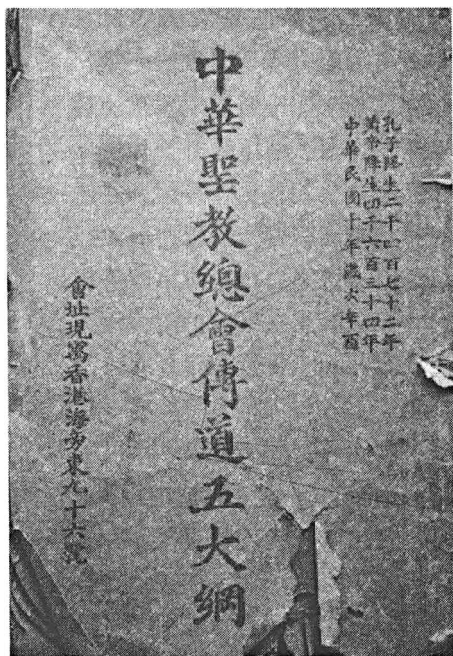 孔子降生二千四百七十二年
黃帝降生四千六百三十四年
中華民國十年歲次辛酉
中華聖教總會傳道五大綱
會址現寓香港海旁東九十六號